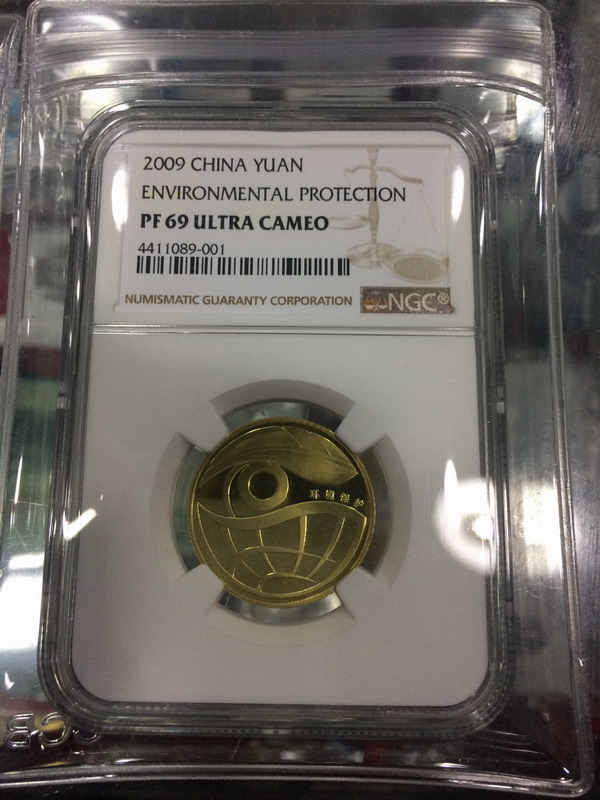 2009 CHINA YUAN
ENVIRONMENTAL PROTECTION
PF 69 ULTRA CAMEO
4411089-001
NUMISMATIC GUARANTY CORPORATION NGC®
环境保护